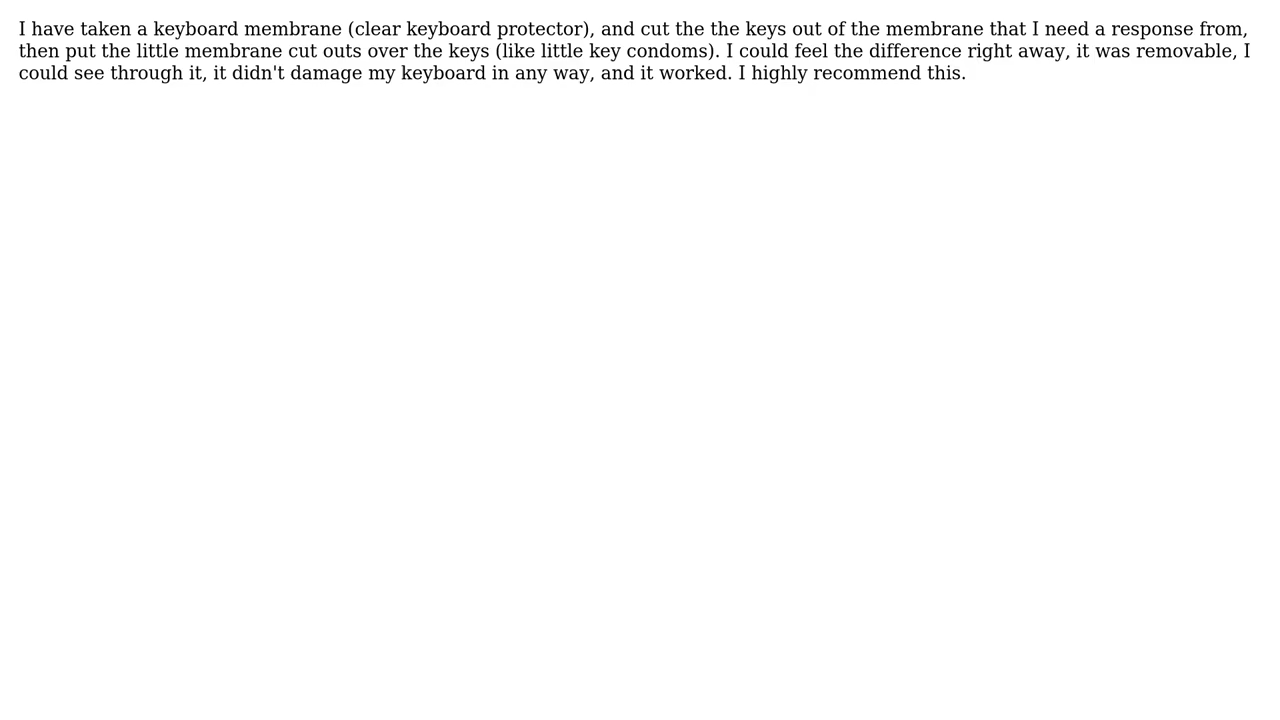 I have taken a keyboard membrane (clear keyboard protector), and cut the the keys out of the membrane that I need a response from,
then put the little membrane cut outs over the keys (like little key condoms). I could feel the difference right away, it was removable, I
could see through it, it didn't damage my keyboard in any way, and it worked. I highly recommend this.